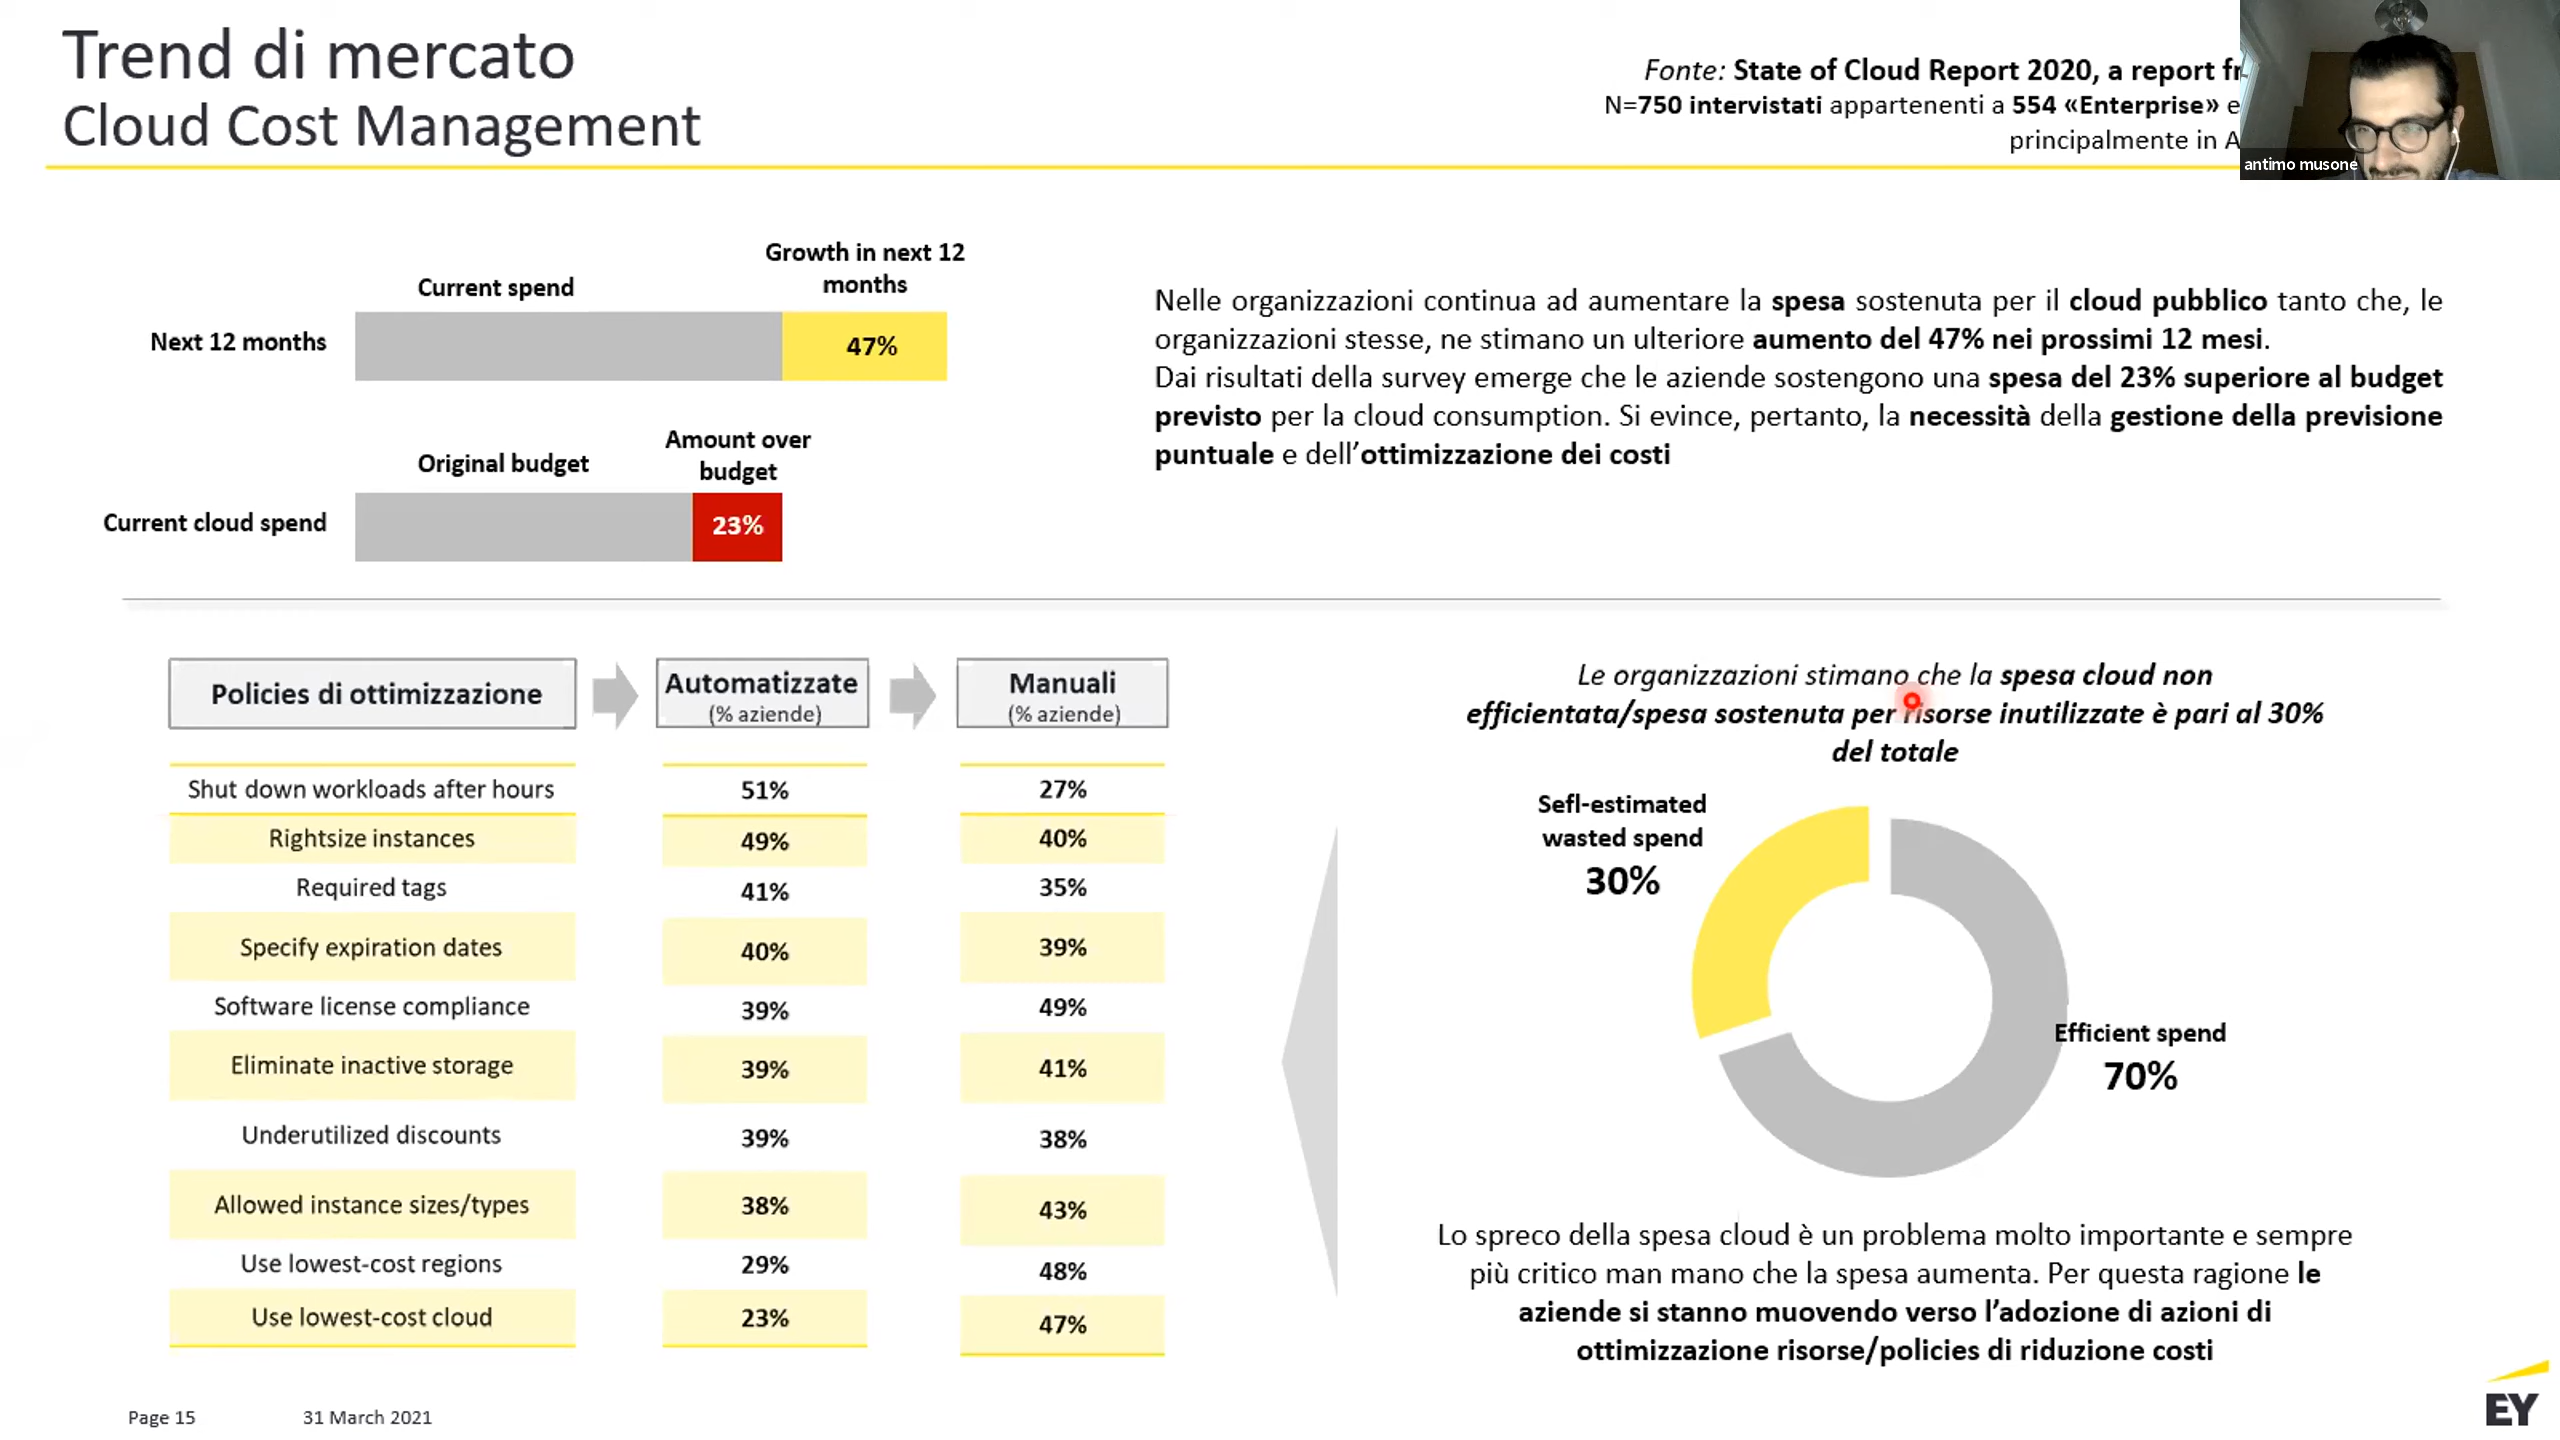 Trend di mercato
Cloud Cost Management
Fonte: State of Cloud Report 2020, a report
N=750 intervistati appartenenti a 554 «Enterprise» e
principalmente in
antimo musone
Growth in next 12
months
Current spend
Next 12 months
47%
Amount over
budget
Original budget
Current cloud spend
23%
Nelle organizzazioni continua ad aumentare la spesa sostenuta per il cloud pubblico tanto che, le
organizzazioni stesse, ne stimano un ulteriore aumento del 47% nei prossimi 12 mesi.
Dai risultati della survey emerge che le aziende sostengono una spesa del 23% superiore al budget
previsto per la cloud consumption. Si evince, pertanto, la necessità della gestione della previsione
puntuale e dell’ottimizzazione dei costi
Policies di ottimizzazione Automatizzate Manuali
(% aziende) (% aziende)
Shut down workloads after hours 51% 27%
Rightsize instances 49% 40%
Required tags 41% 35%
Specify expiration dates 40% 39%
Software license compliance 39% 49%
Eliminate inactive storage 39% 41%
Underutilized discounts 39% 38%
Allowed instance sizes/types 38% 43%
Use lowest-cost regions 29% 48%
Use lowest-cost cloud 23% 47%
Le organizzazioni stimano che la spesa cloud non
efficientata/spesa sostenuta per risorse inutilizzate è pari al 30%
del totale
Sefl-estimated
wasted spend
30%
Efficient spend
70%
Lo spreco della spesa cloud è un problema molto importante e sempre
più critico man mano che la spesa aumenta. Per questa ragione le
aziende si stanno muovendo verso l’adozione di azioni di
ottimizzazione risorse/policies di riduzione costi
Page 15 31 March 2021
EY